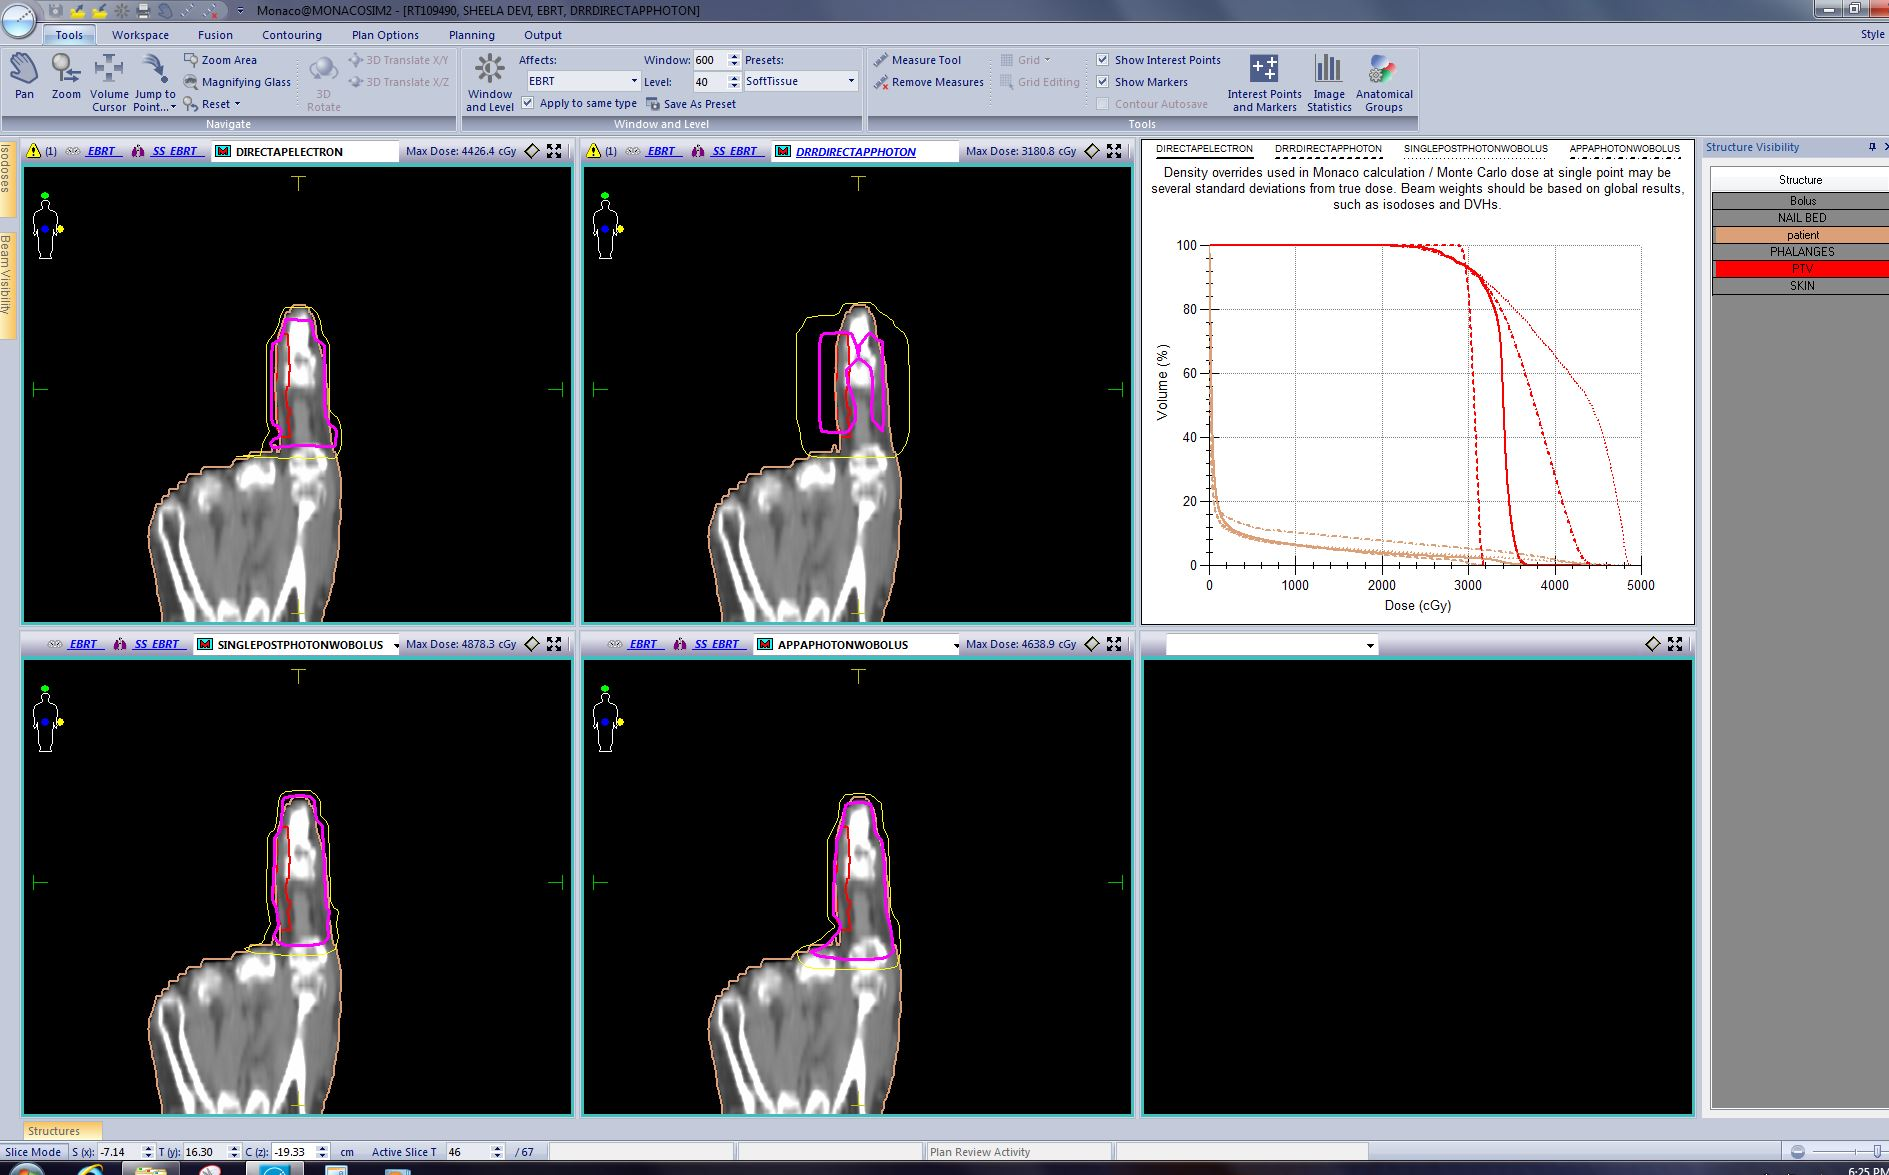 Monaco@MONACOSIM2 - [RT109490, SHEELA DEVI, EBRT, DRRDIRECTAPPHOTON]
Tools Workspace Fusion Contouring Plan Options Planning Output Style
Pan Zoom Volume Cursor Jump to Point... Zoom Area Magnifying Glass Reset 3D Rotate 3D Translate X/Y 3D Translate X/Z
Navigate
Window and Level Affects: EBRT Apply to same type Window: 600 Level: 40 Presets: SoftTissue Save As Preset
Window and Level
Measure Tool Remove Measures Grid Grid Editing Show Interest Points Show Markers Contour Autosave Interest Points and Markers Image Statistics Anatomical Groups
Tools
Isodoses
Beam Visibility
(1) EBRT SS EBRT DIRECTAPELECTRON Max Dose: 4426.4 cGy
(1) EBRT SS EBRT DRRDIRECTAPPHOTON Max Dose: 3180.8 cGy
DIRECTAPELECTRON DRRDIRECTAPPHOTON SINGLEPOSTPHOTONWOBOLUS APPAPHOTONWOBOLUS
Density overrides used in Monaco calculation / Monte Carlo dose at single point may be
several standard deviations from true dose. Beam weights should be based on global results,
such as isodoses and DVHs.
Volume (%)
100
80
60
40
20
0
0 1000 2000 3000 4000 5000
Dose (cGy)
Structure Visibility
Structure
Bolus
NAIL BED
patient
PHALANGES
PTV
SKIN
EBRT SS EBRT SINGLEPOSTPHOTONWOBOLUS Max Dose: 4878.3 cGy
EBRT SS EBRT APPAPHOTONWOBOLUS Max Dose: 4638.9 cGy
Structures
Slice Mode S (x): -7.14 T (y): 16.30 C (z): -19.33 cm Active Slice T 46 / 67 Plan Review Activity
6:25 PM